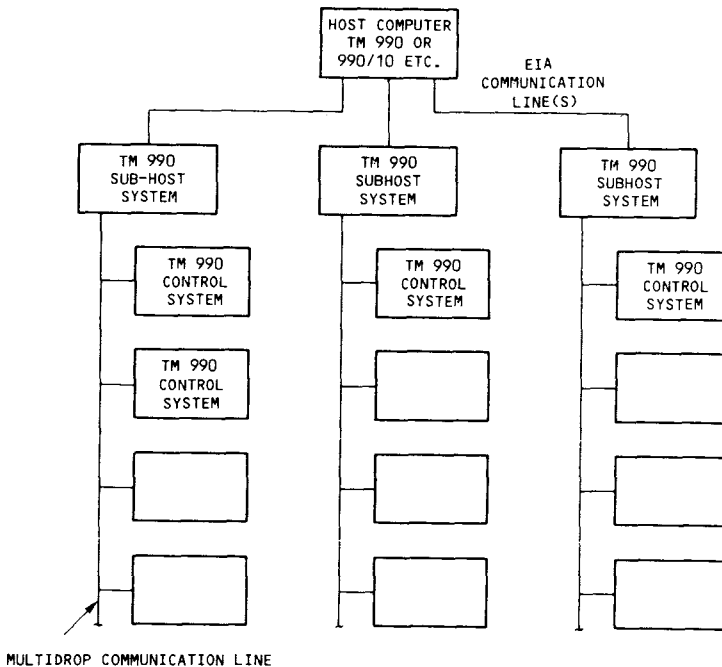 HOST COMPUTER
TM 990 OR
990/10 ETC.
EIA
COMMUNICATION
LINE(S)
TM 990
SUB-HOST
SYSTEM
TM 990
SUBHOST
SYSTEM
TM 990
SUBHOST
SYSTEM
TM 990
CONTROL
SYSTEM
TM 990
CONTROL
SYSTEM
TM 990
CONTROL
SYSTEM
TM 990
CONTROL
SYSTEM
MULTIDROP COMMUNICATION LINE